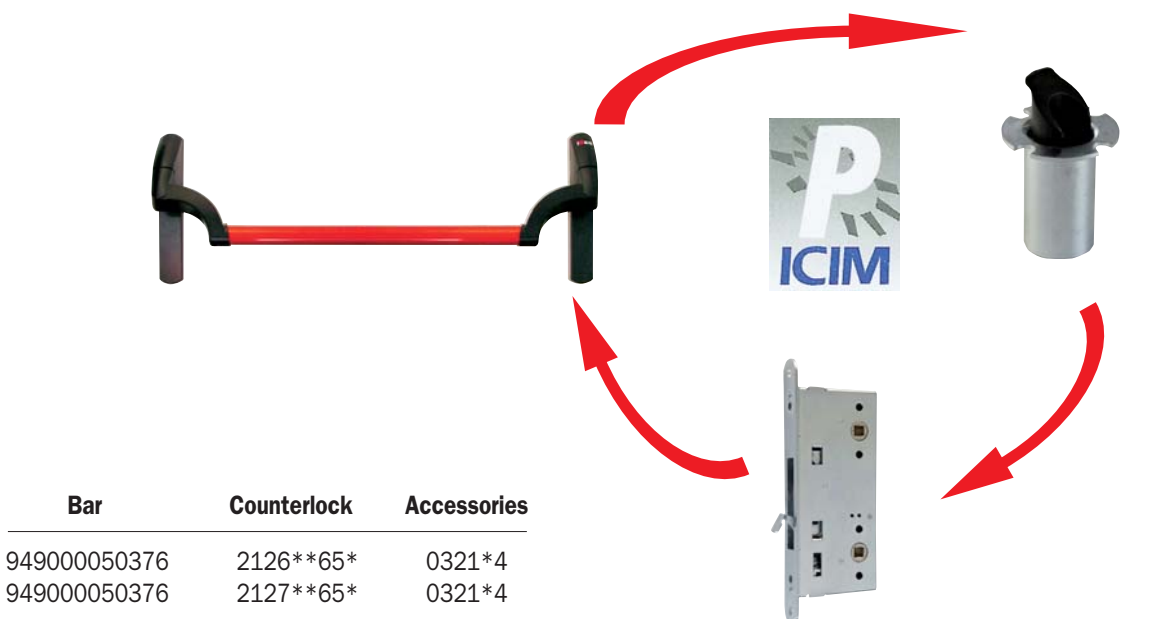 P
ICIM
Bar Counterlock Accessories
949000050376 2126**65* 0321*4
949000050376 2127**65* 0321*4